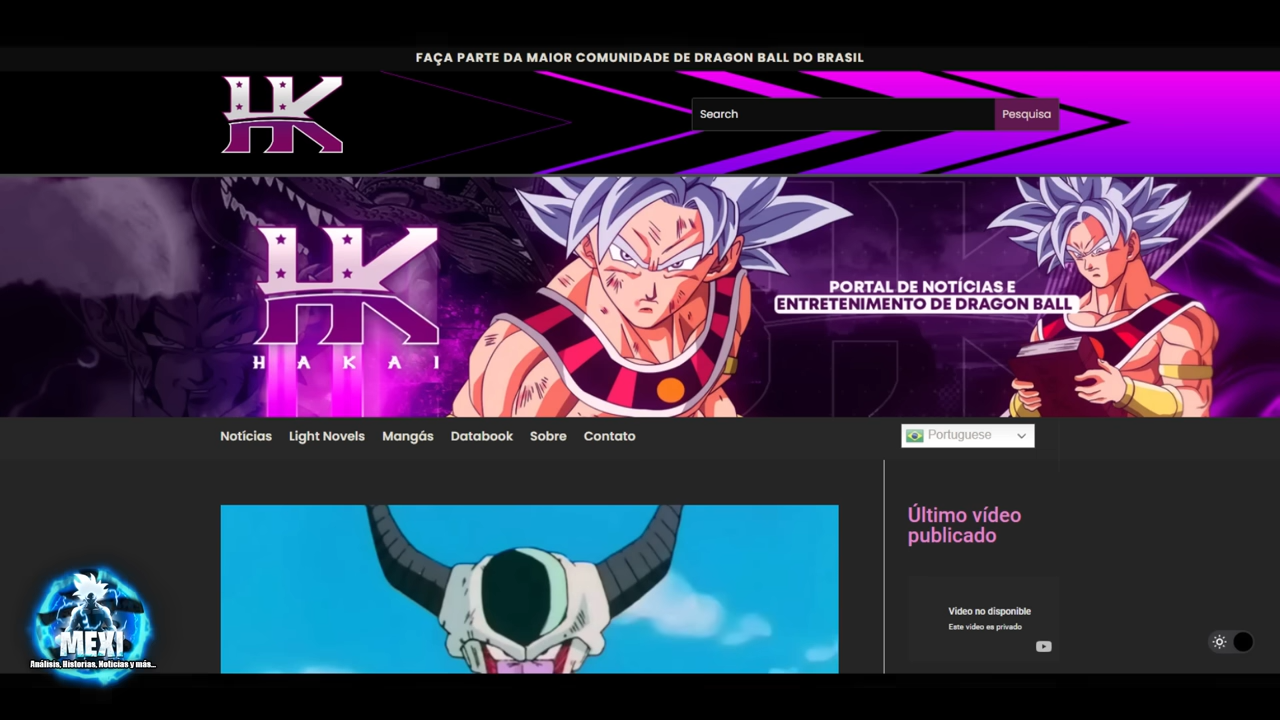 FAÇA PARTE DA MAIOR COMUNIDADE DE DRAGON BALL DO BRASIL
HK
Search
Pesquisa
HK
HAKAI
PORTAL DE NOTÍCIAS E
ENTRETENIMENTO DE DRAGON BALL
Notícias
Light Novels
Mangás
Databook
Sobre
Contato
Portuguese
Último vídeo
publicado
Video no disponible
Este video es privado
MEXI
Análisis, Historias, Noticias y más...